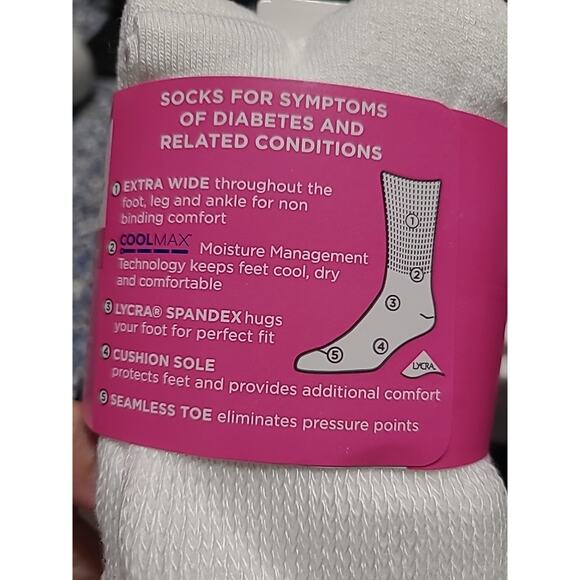 SOCKS FOR SYMPTOMS
OF DIABETES AND
RELATED CONDITIONS
1 EXTRA WIDE throughout the
foot, leg and ankle for non
binding comfort
2 COOLMAX™ Moisture Management
Technology keeps feet cool, dry
and comfortable
3 LYCRA® SPANDEX hugs
your foot for perfect fit
4 CUSHION SOLE
protects feet and provides additional comfort
5 SEAMLESS TOE eliminates pressure points
1
2
3
4
5
LYCRA